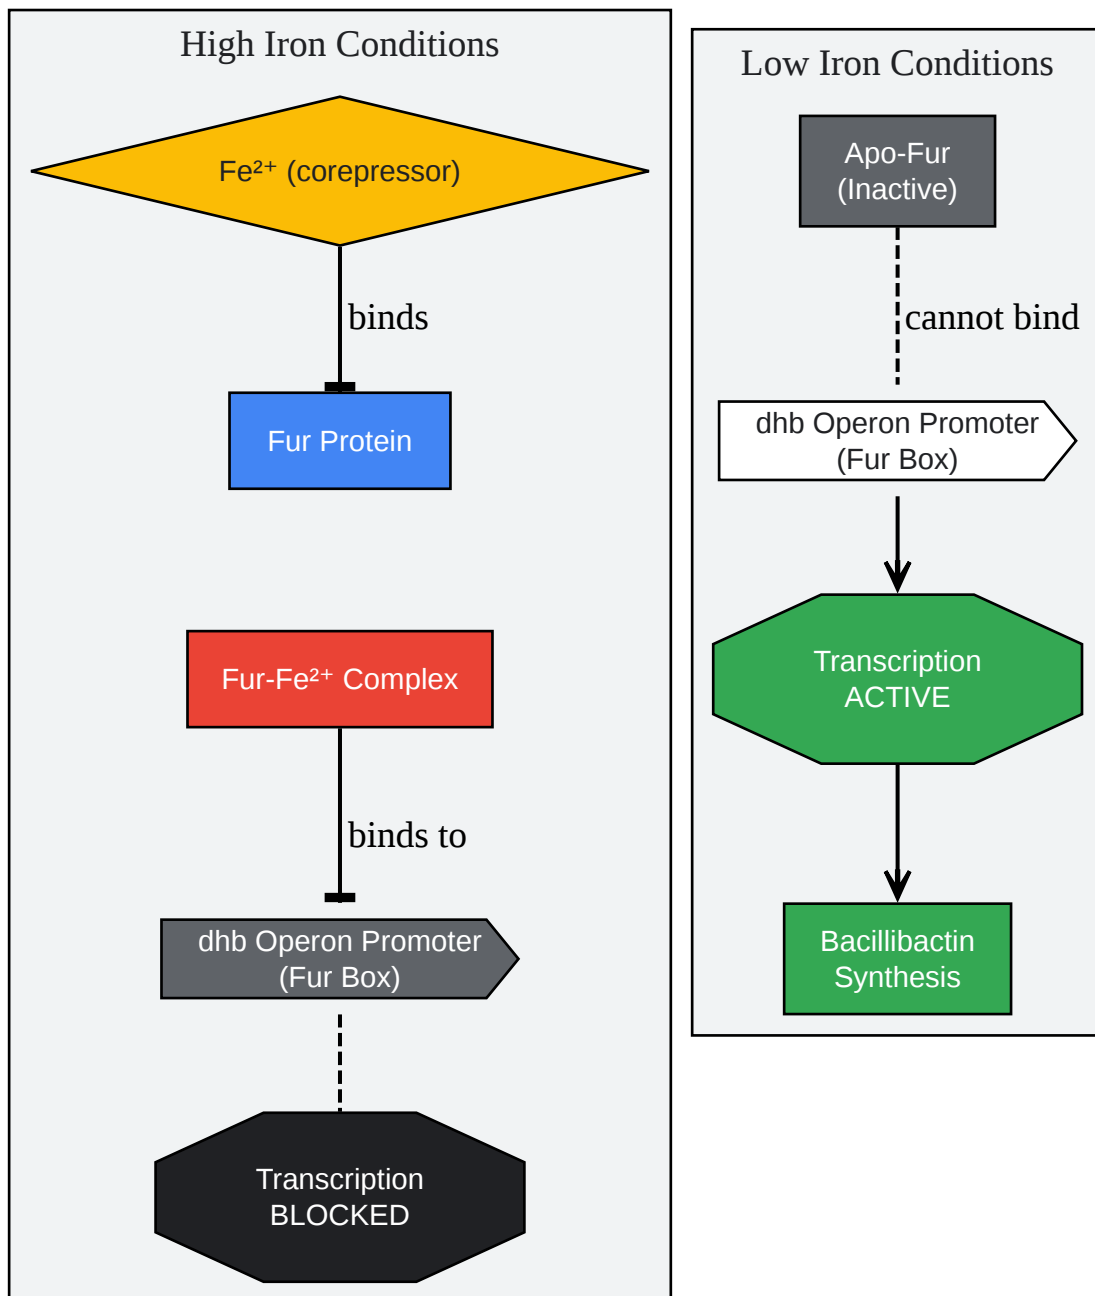 High Iron Conditions
Fe²⁺ (corepressor)
binds
Fur Protein
Fur-Fe²⁺ Complex
binds to
dhb Operon Promoter
(Fur Box)
Transcription
BLOCKED
Low Iron Conditions
Apo-Fur
(Inactive)
cannot bind
dhb Operon Promoter
(Fur Box)
Transcription
ACTIVE
Bacillibactin
Synthesis